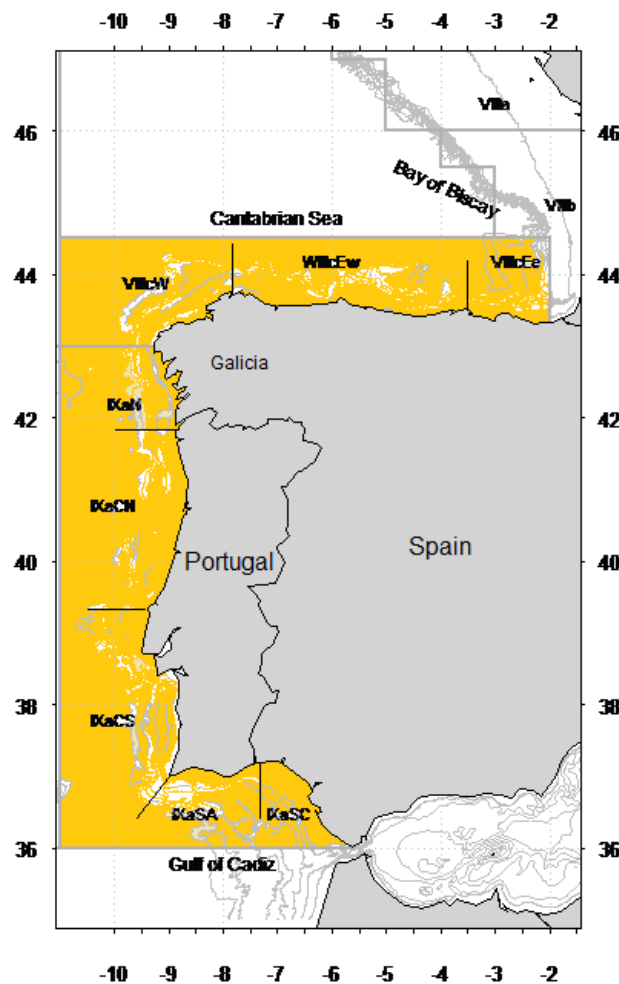 -10 -9 -8 -7 -6 -5 -4 -3 -2
46 46
VIIIa
Bay of Biscay
VIIIb
Cantabrian Sea
VIIIcW
VIIIcEw
VIIIcEe
44 44
Galicia
IXaN
42 42
IXaCN
Spain
40 40
Portugal
38 38
IXaCS
IXaSA
IXaSC
36 36
Gulf of Cadiz
-10 -9 -8 -7 -6 -5 -4 -3 -2